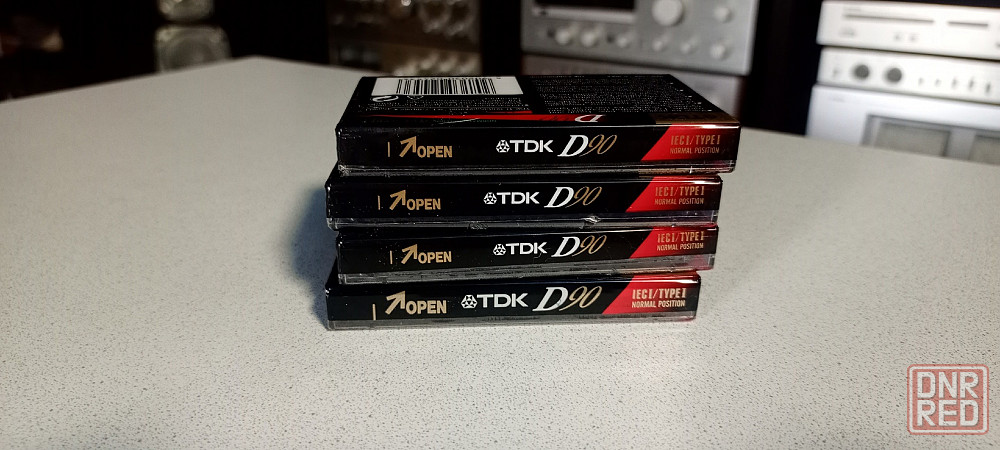 OPEN TDK D90 IEC I/TYPE I
NORMAL POSITION
OPEN TDK D90 IEC I/TYPE I
NORMAL POSITION
OPEN TDK D90 IEC I/TYPE I
NORMAL POSITION
OPEN TDK D90 IEC I/TYPE I
NORMAL POSITION
DNR
RED